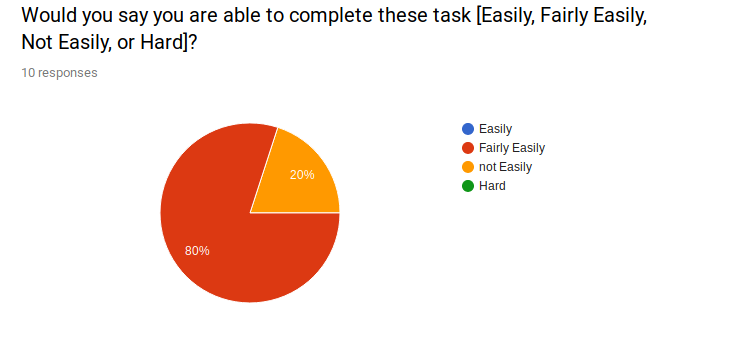 Would you say you are able to complete these task [Easily, Fairly Easily,
Not Easily, or Hard]?
10 responses
Easily
Fairly Easily
not Easily
Hard
20%
80%